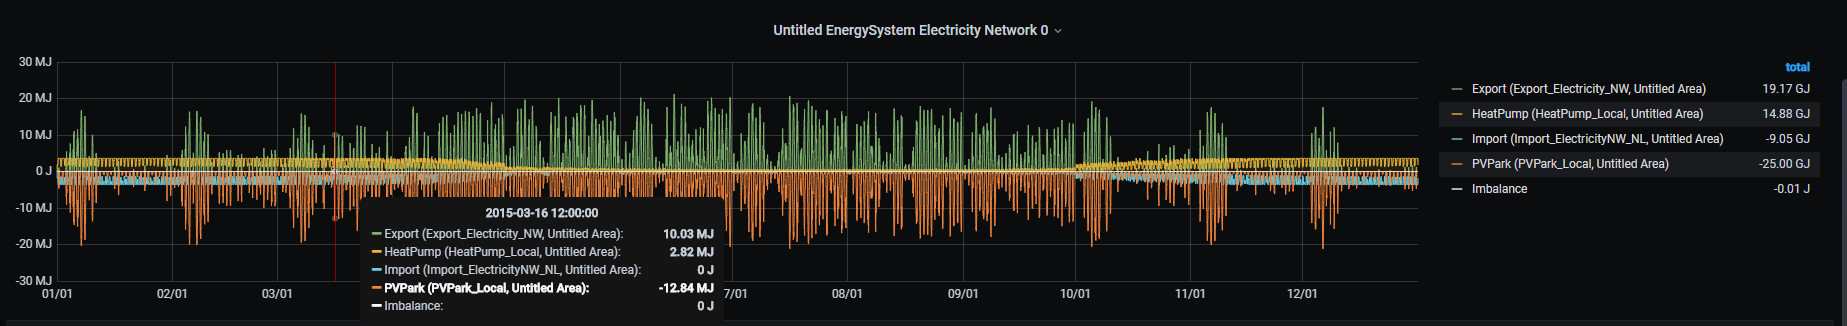 Untitled EnergySystem Electricity Network 0
30 MJ
20 MJ
10 MJ
0 J
-10 MJ
-20 MJ
-30 MJ
01/01 02/01 03/01 7/01 08/01 09/01 10/01 11/01 12/01
2015-03-16 12:00:00
Export (Export_Electricity_NW, Untitled Area): 10.03 MJ
HeatPump (HeatPump_Local, Untitled Area): 2.82 MJ
Import (Import_ElectricityNW_NL, Untitled Area): 0 J
PVPark (PVPark_Local, Untitled Area): -12.84 MJ
Imbalance: 0 J
total
Export (Export_Electricity_NW, Untitled Area) 19.17 GJ
HeatPump (HeatPump_Local, Untitled Area) 14.88 GJ
Import (Import_ElectricityNW_NL, Untitled Area) -9.05 GJ
PVPark (PVPark_Local, Untitled Area) -25.00 GJ
Imbalance -0.01 J